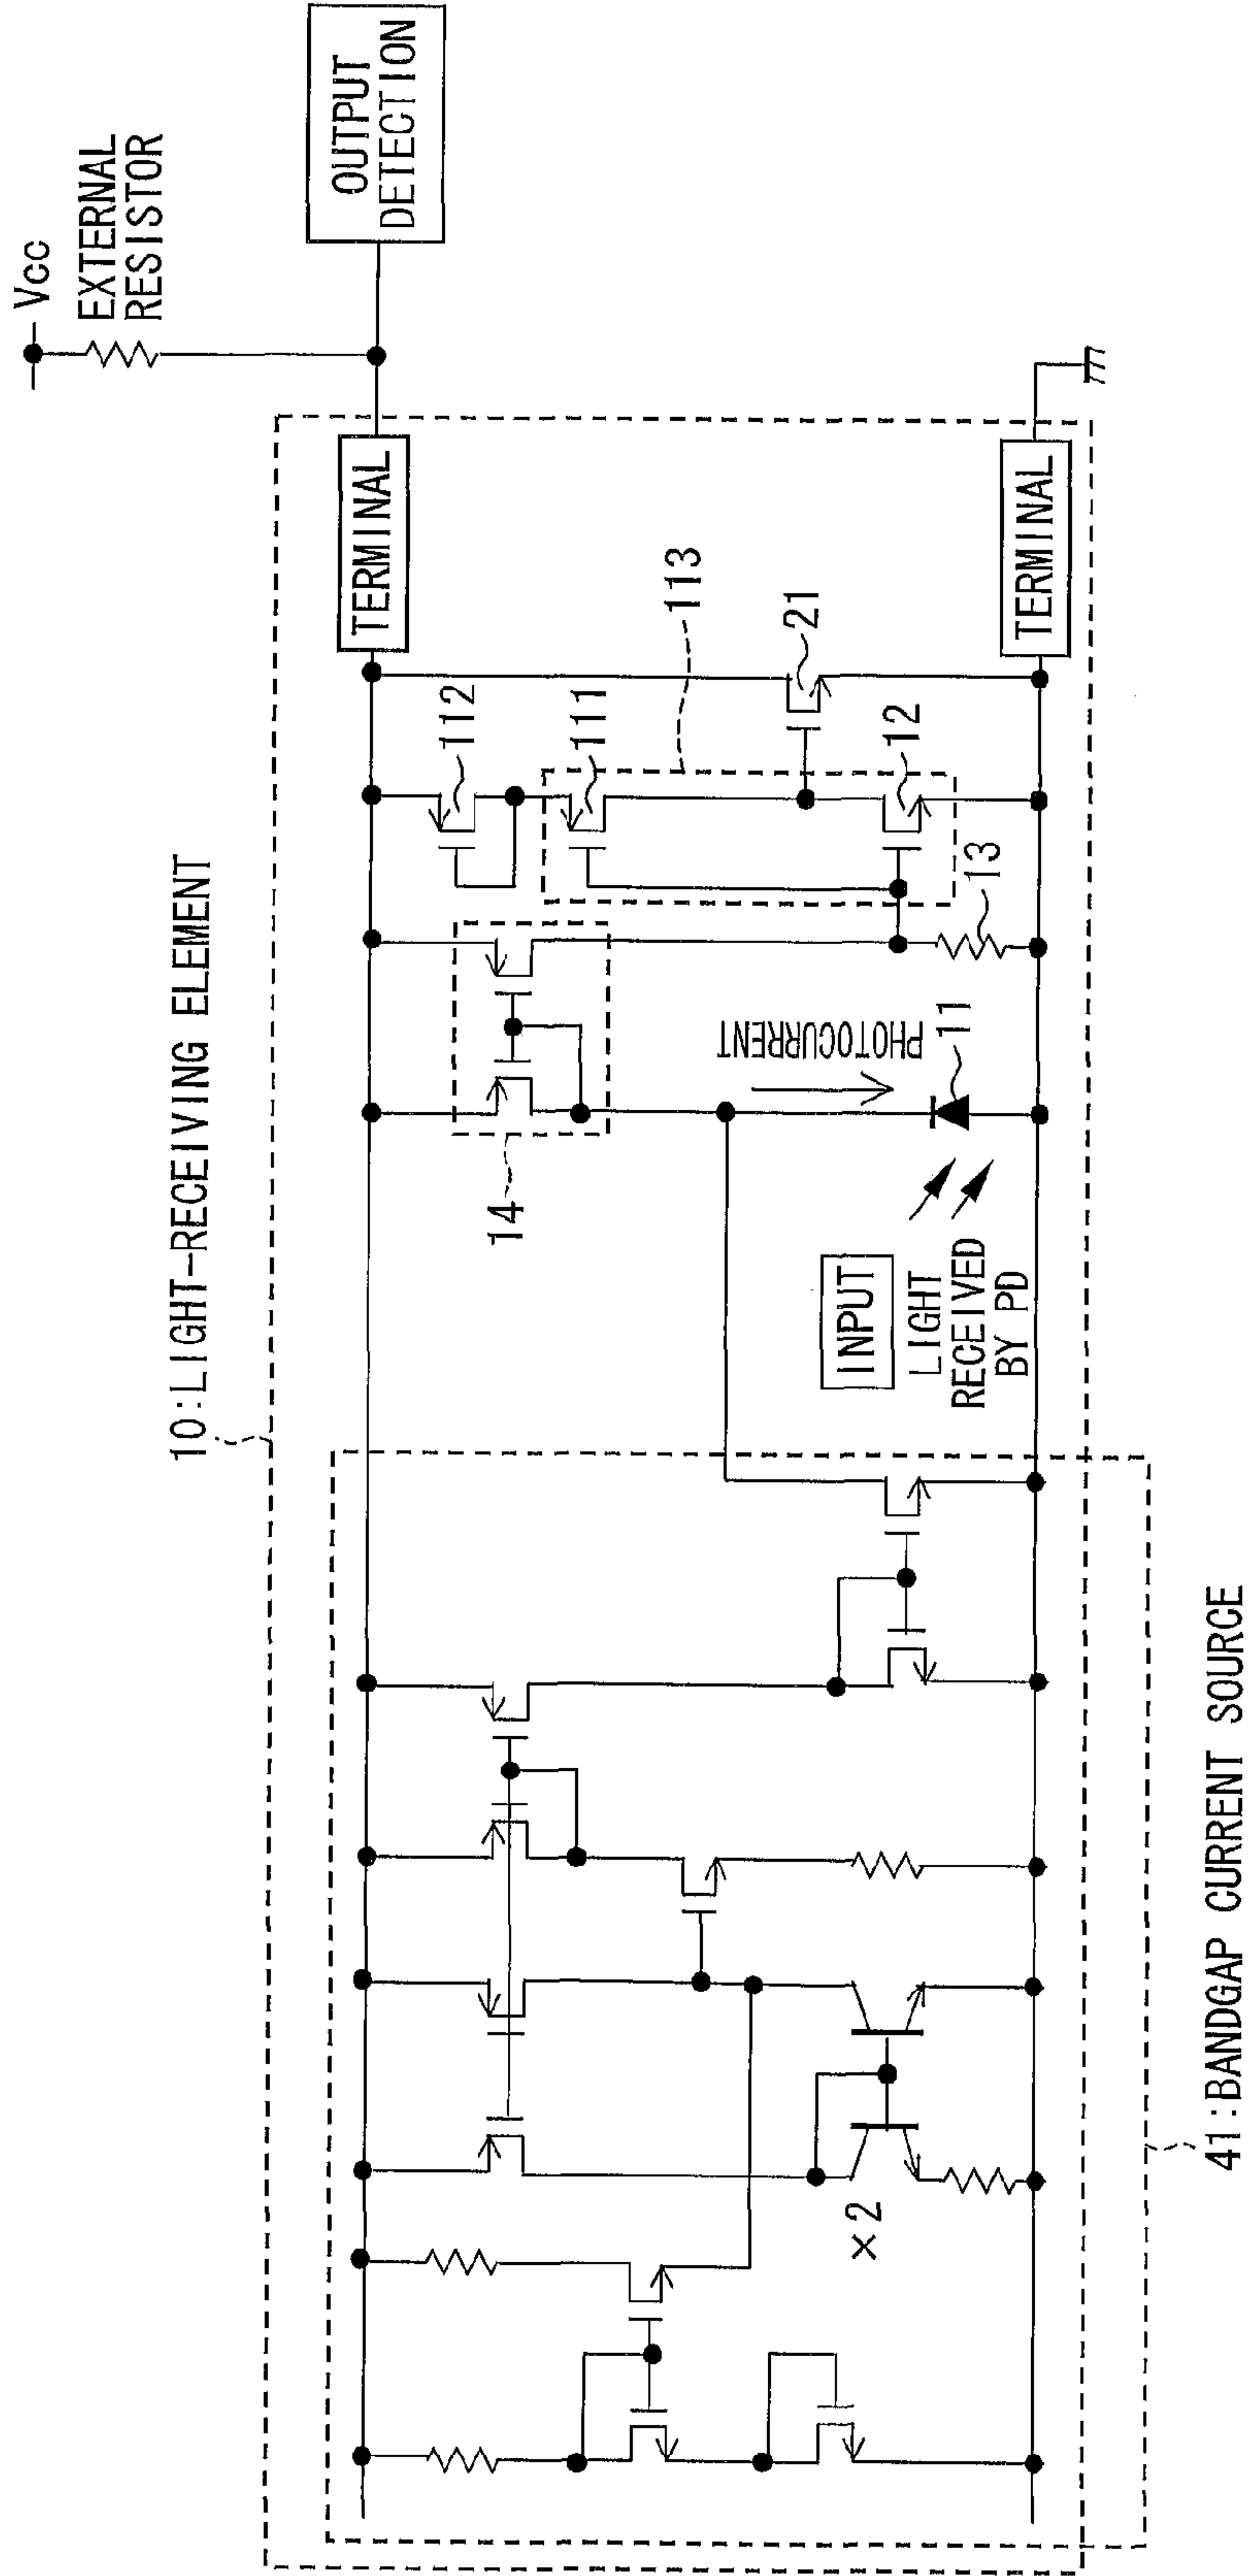 10:LIGHT-RECEIVING ELEMENT
Vcc
EXTERNAL
RESISTOR
OUTPUT
DETECTION
TERMINAL
112
111
113
21
12
13
14
PHOTOCURRENT
11
TERMINAL
INPUT
LIGHT
RECEIVED
BY PD
×2
41:BANDGAP CURRENT SOURCE